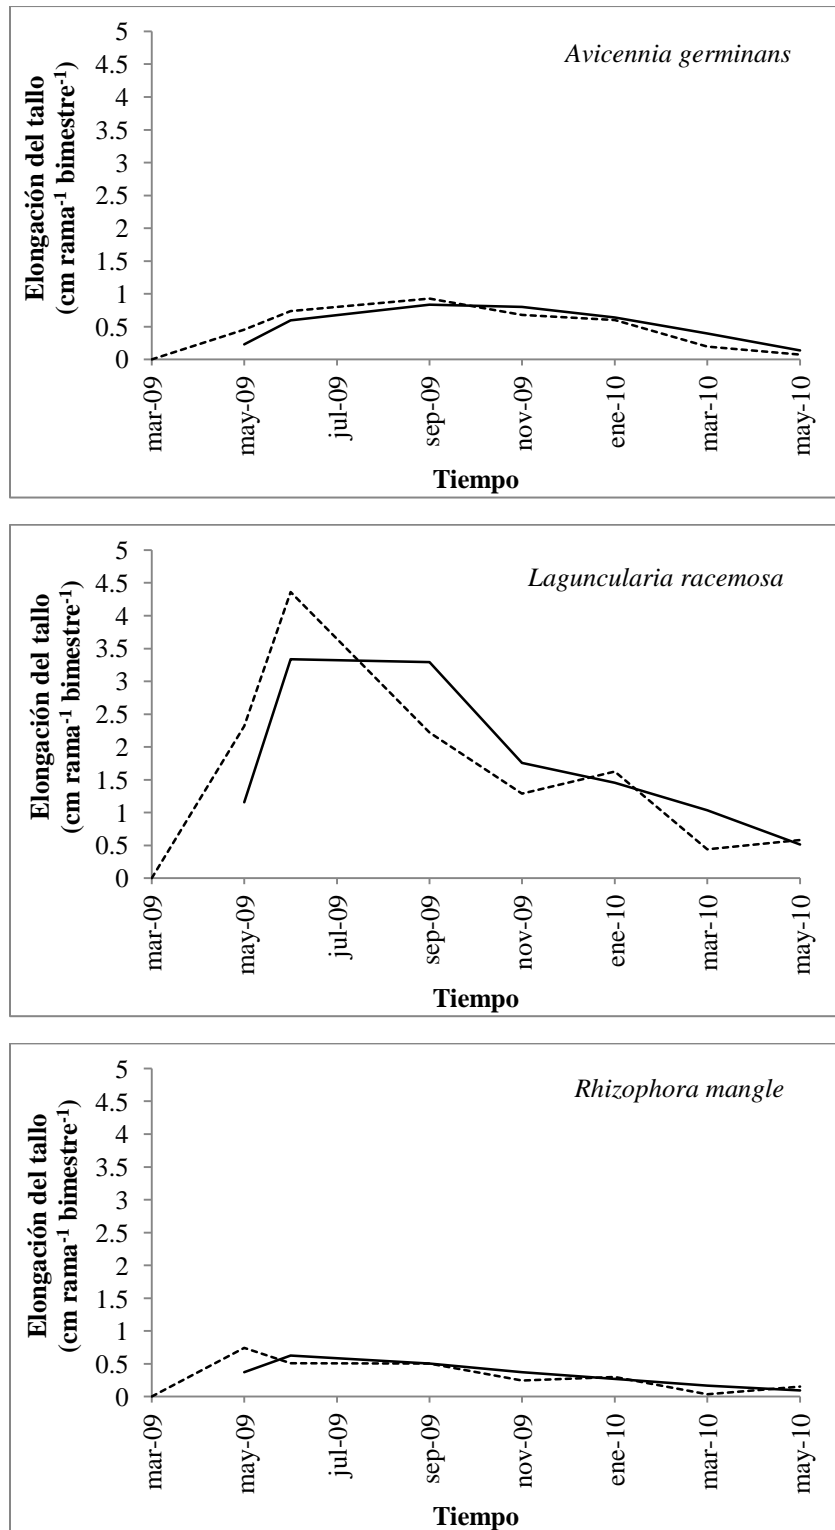 Avicennia germinans
Elongación del tallo
(cm rama-1 bimestre-1)
5
4.5
4
3.5
3
2.5
2
1.5
1
0.5
0
mar-09
may-09
jul-09
sep-09
nov-09
ene-10
mar-10
may-10
Tiempo
Laguncularia racemosa
Elongación del tallo
(cm rama-1 bimestre-1)
5
4.5
4
3.5
3
2.5
2
1.5
1
0.5
0
mar-09
may-09
jul-09
sep-09
nov-09
ene-10
mar-10
may-10
Tiempo
Rhizophora mangle
Elongación del tallo
(cm rama-1 bimestre-1)
5
4.5
4
3.5
3
2.5
2
1.5
1
0.5
0
mar-09
may-09
jul-09
sep-09
nov-09
ene-10
mar-10
may-10
Tiempo